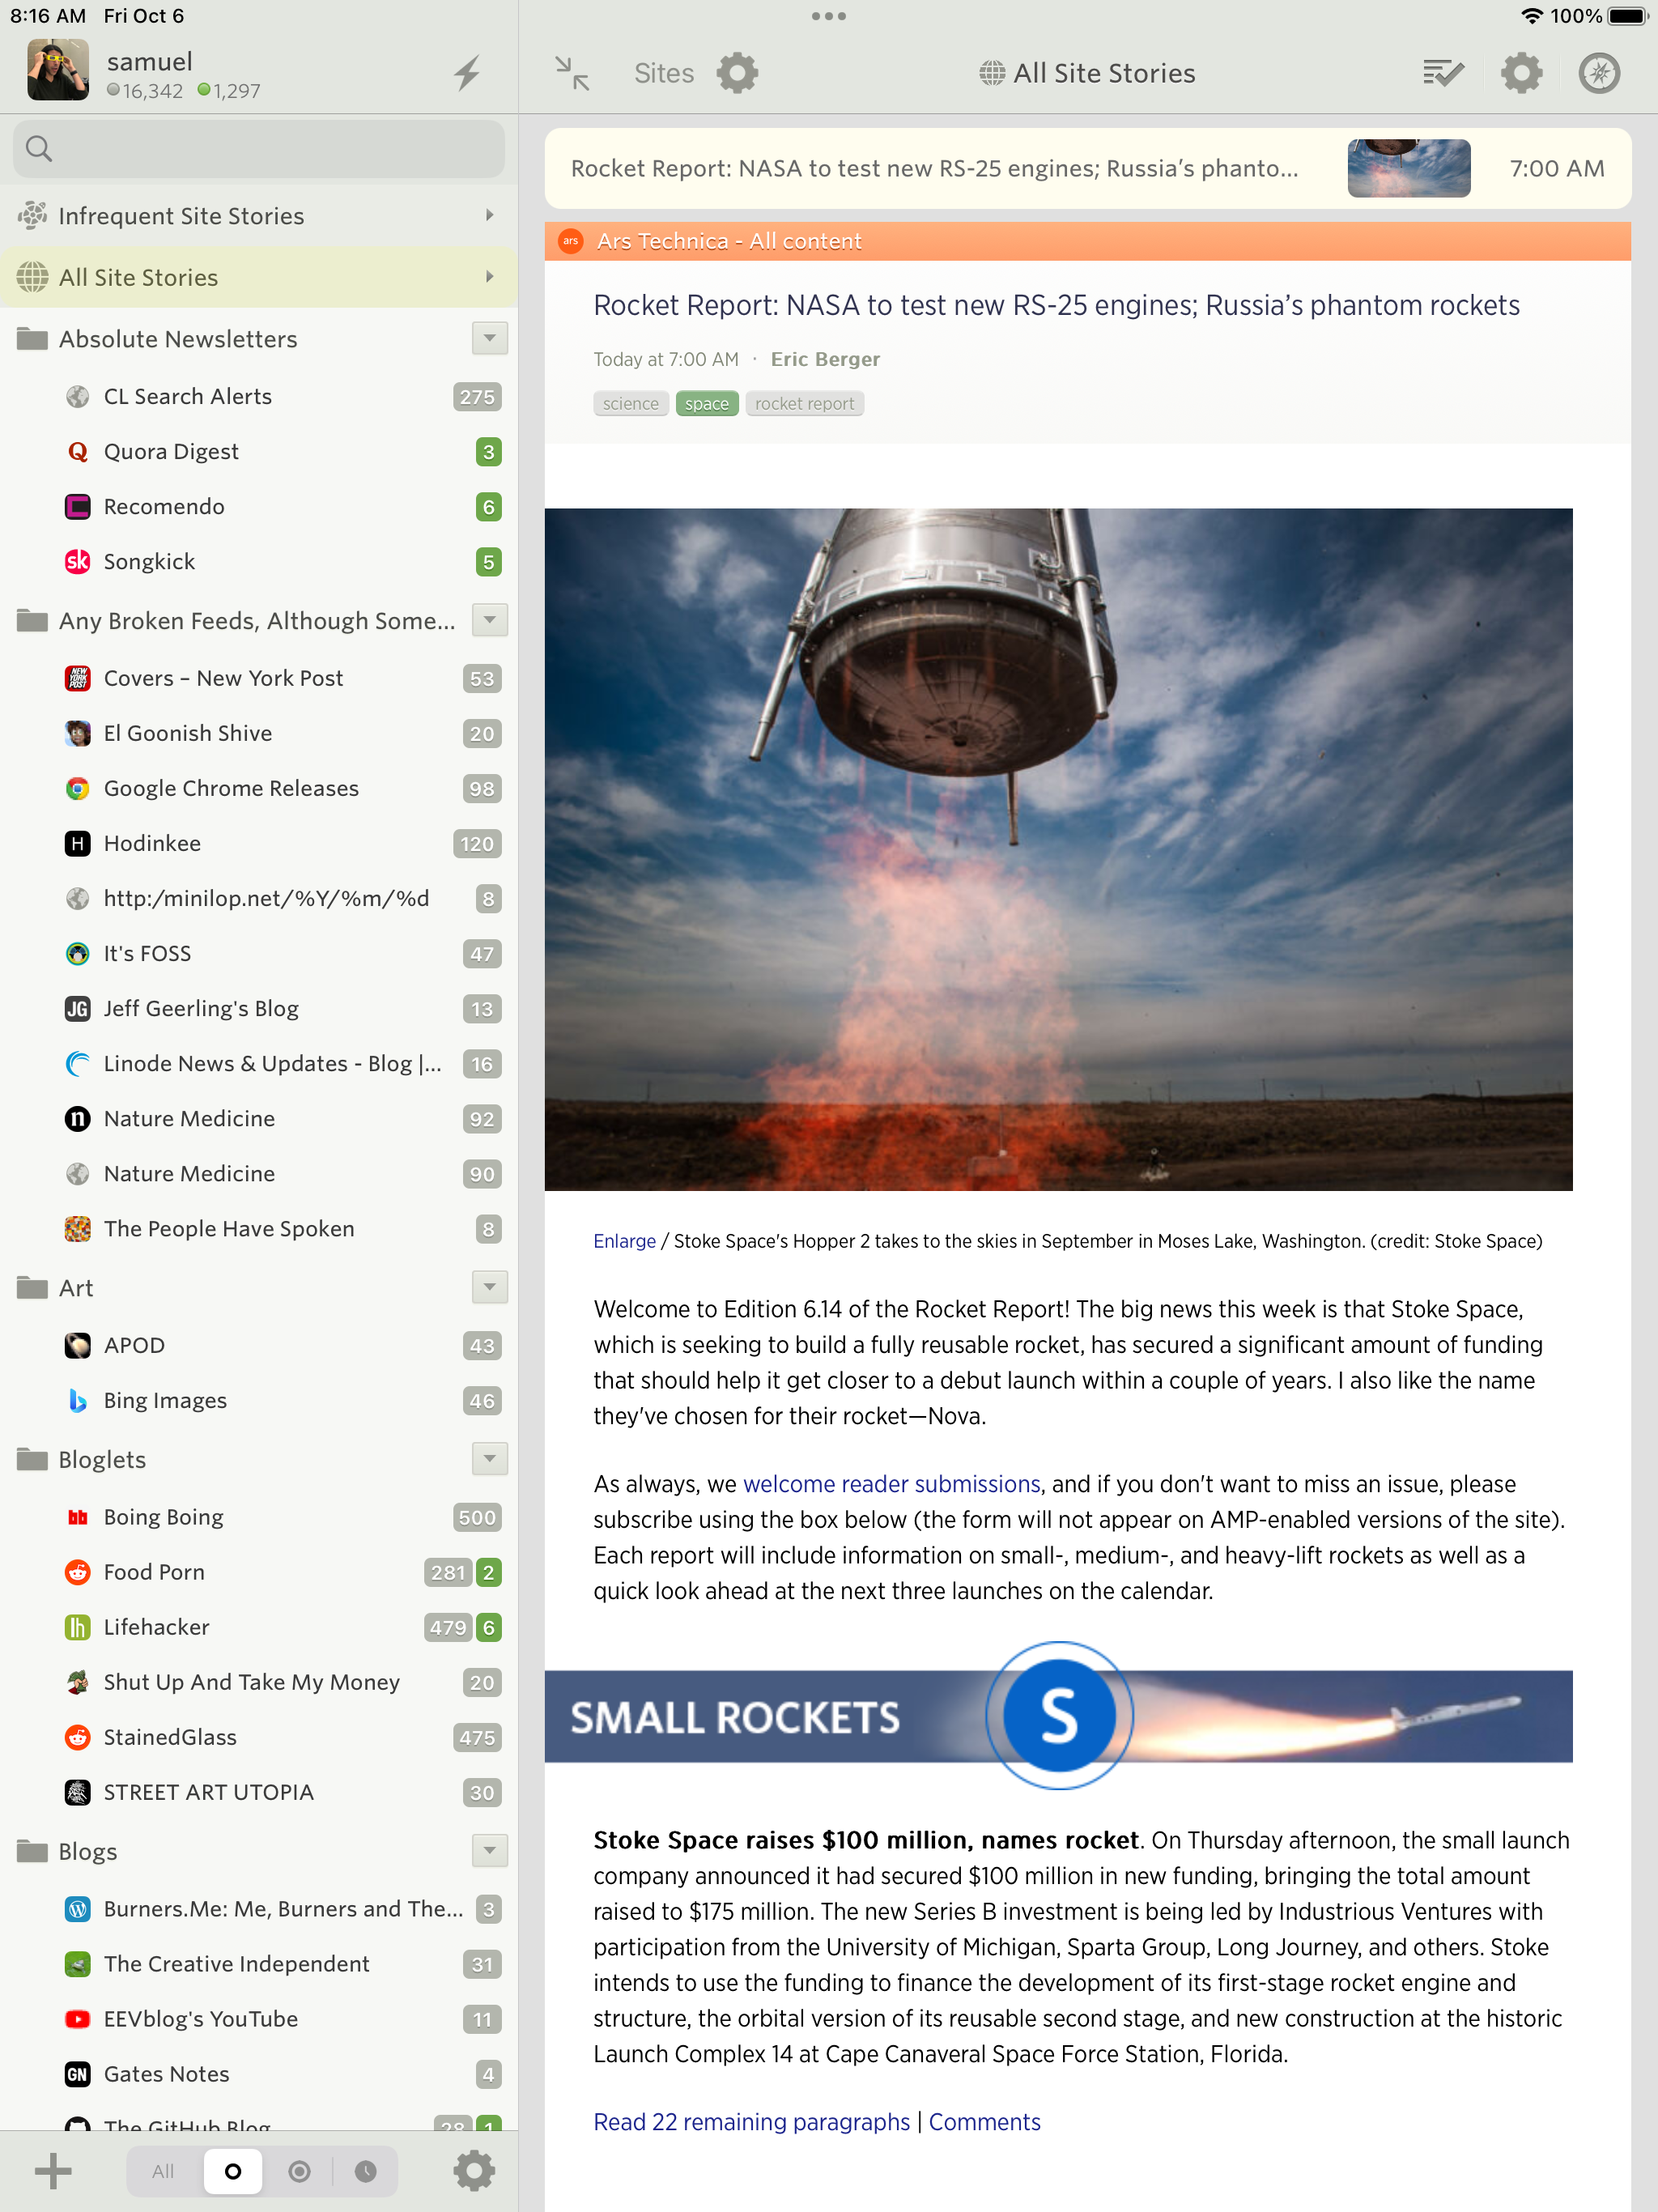 8:16 AM Fri Oct 6
100%
samuel
16,342 1,297
Sites
All Site Stories
Infrequent Site Stories
All Site Stories
Absolute Newsletters
CL Search Alerts 275
Quora Digest 3
Recomendo 6
sk Songkick 5
Any Broken Feeds, Although Some...
NEW YORK POST Covers – New York Post 53
El Goonish Shive 20
Google Chrome Releases 98
H Hodinkee 120
http:/minilop.net/%Y/%m/%d 8
It's FOSS 47
JG Jeff Geerling's Blog 13
Linode News & Updates - Blog |... 16
n Nature Medicine 92
Nature Medicine 90
The People Have Spoken 8
Art
APOD 43
Bing Images 46
Bloglets
bb Boing Boing 500
Food Porn 281 2
lh Lifehacker 479 6
Shut Up And Take My Money 20
StainedGlass 475
STREET ART UTOPIA 30
Blogs
Burners.Me: Me, Burners and The... 3
The Creative Independent 31
EEVblog's YouTube 11
GN Gates Notes 4
The GitHub Blog 28 1
All
Rocket Report: NASA to test new RS-25 engines; Russia’s phanto... 7:00 AM
ars Ars Technica - All content
Rocket Report: NASA to test new RS-25 engines; Russia’s phantom rockets
Today at 7:00 AM · Eric Berger
science space rocket report
Enlarge / Stoke Space's Hopper 2 takes to the skies in September in Moses Lake, Washington. (credit: Stoke Space)
Welcome to Edition 6.14 of the Rocket Report! The big news this week is that Stoke Space,
which is seeking to build a fully reusable rocket, has secured a significant amount of funding
that should help it get closer to a debut launch within a couple of years. I also like the name
they've chosen for their rocket—Nova.
As always, we welcome reader submissions, and if you don't want to miss an issue, please
subscribe using the box below (the form will not appear on AMP-enabled versions of the site).
Each report will include information on small-, medium-, and heavy-lift rockets as well as a
quick look ahead at the next three launches on the calendar.
SMALL ROCKETS S
Stoke Space raises $100 million, names rocket. On Thursday afternoon, the small launch
company announced it had secured $100 million in new funding, bringing the total amount
raised to $175 million. The new Series B investment is being led by Industrious Ventures with
participation from the University of Michigan, Sparta Group, Long Journey, and others. Stoke
intends to use the funding to finance the development of its first-stage rocket engine and
structure, the orbital version of its reusable second stage, and new construction at the historic
Launch Complex 14 at Cape Canaveral Space Force Station, Florida.
Read 22 remaining paragraphs | Comments